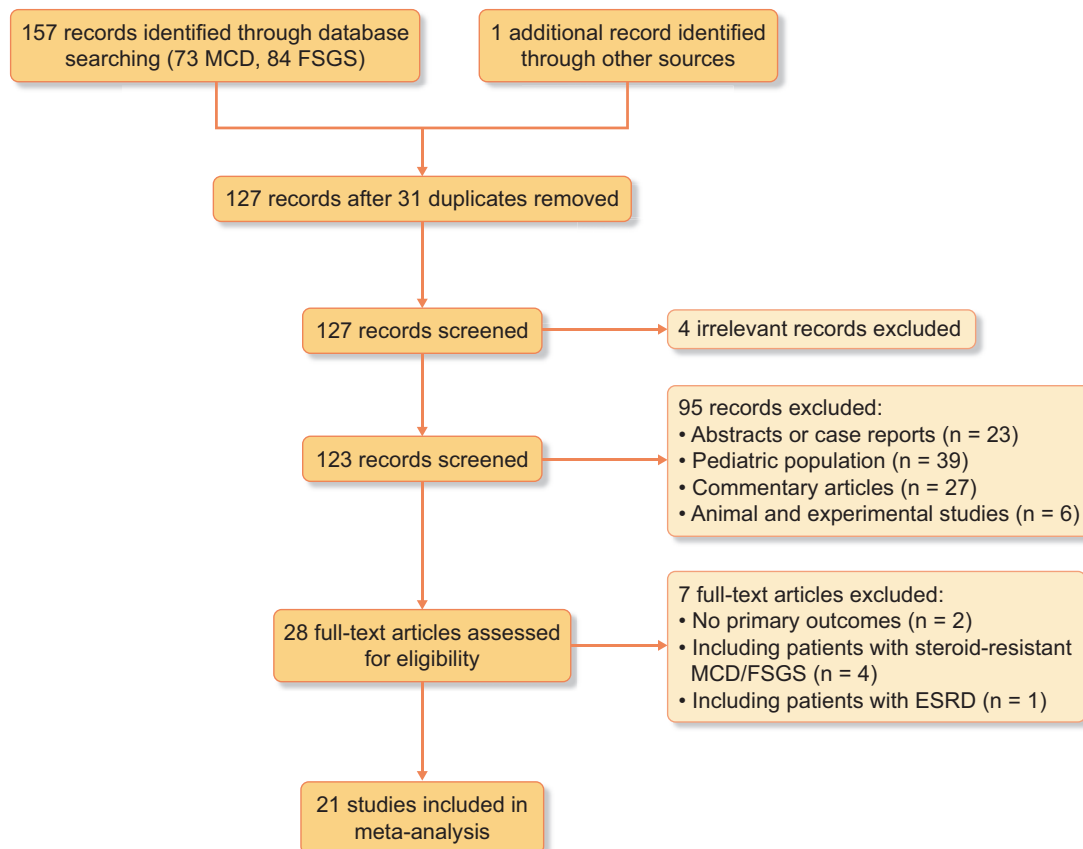 157 records identified through database
searching (73 MCD, 84 FSGS)
1 additional record identified
through other sources
127 records after 31 duplicates removed
127 records screened
4 irrelevant records excluded
123 records screened
95 records excluded:
• Abstracts or case reports (n = 23)
• Pediatric population (n = 39)
• Commentary articles (n = 27)
• Animal and experimental studies (n = 6)
28 full-text articles assessed
for eligibility
7 full-text articles excluded:
• No primary outcomes (n = 2)
• Including patients with steroid-resistant
MCD/FSGS (n = 4)
• Including patients with ESRD (n = 1)
21 studies included in
meta-analysis